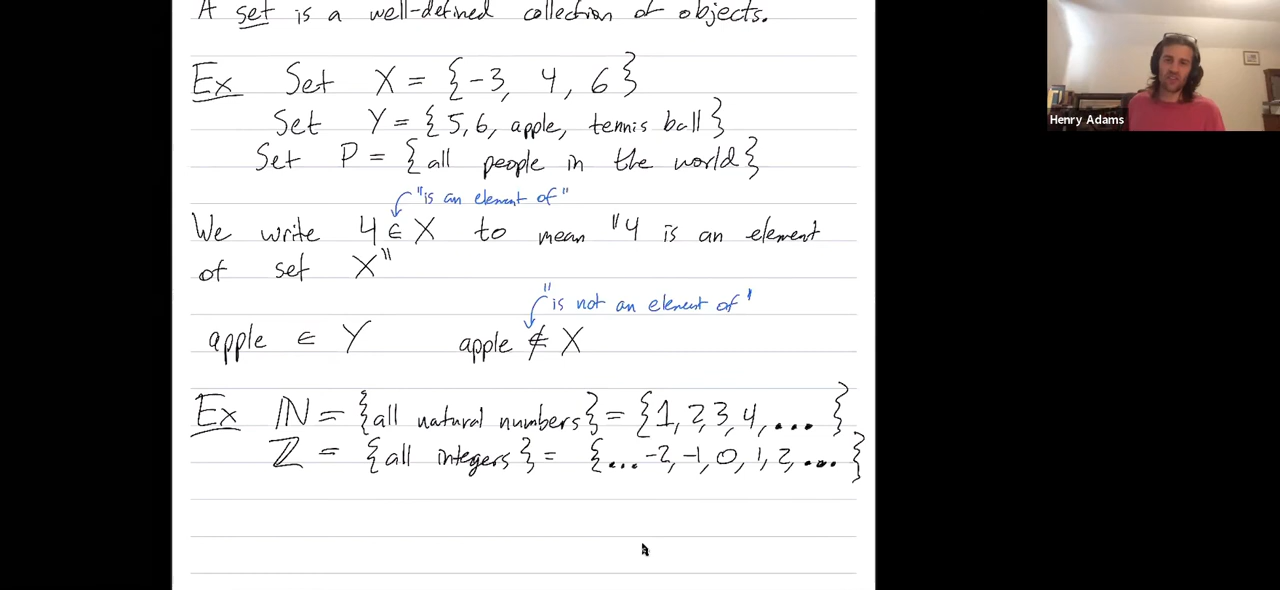 A set is a well-defined collection of objects.
Ex Set X = {-3, 4, 6}
Set Y = {5, 6, apple, tennis ball}
Set P = {all people in the world}
"is an element of"
We write 4 ∈ X to mean "4 is an element
of set X"
"is not an element of"
apple ∈ Y apple ∉ X
Ex ℕ = {all natural numbers} = {1, 2, 3, 4, ... }
ℤ = {all integers} = {... -2, -1, 0, 1, 2, ... }
Henry Adams